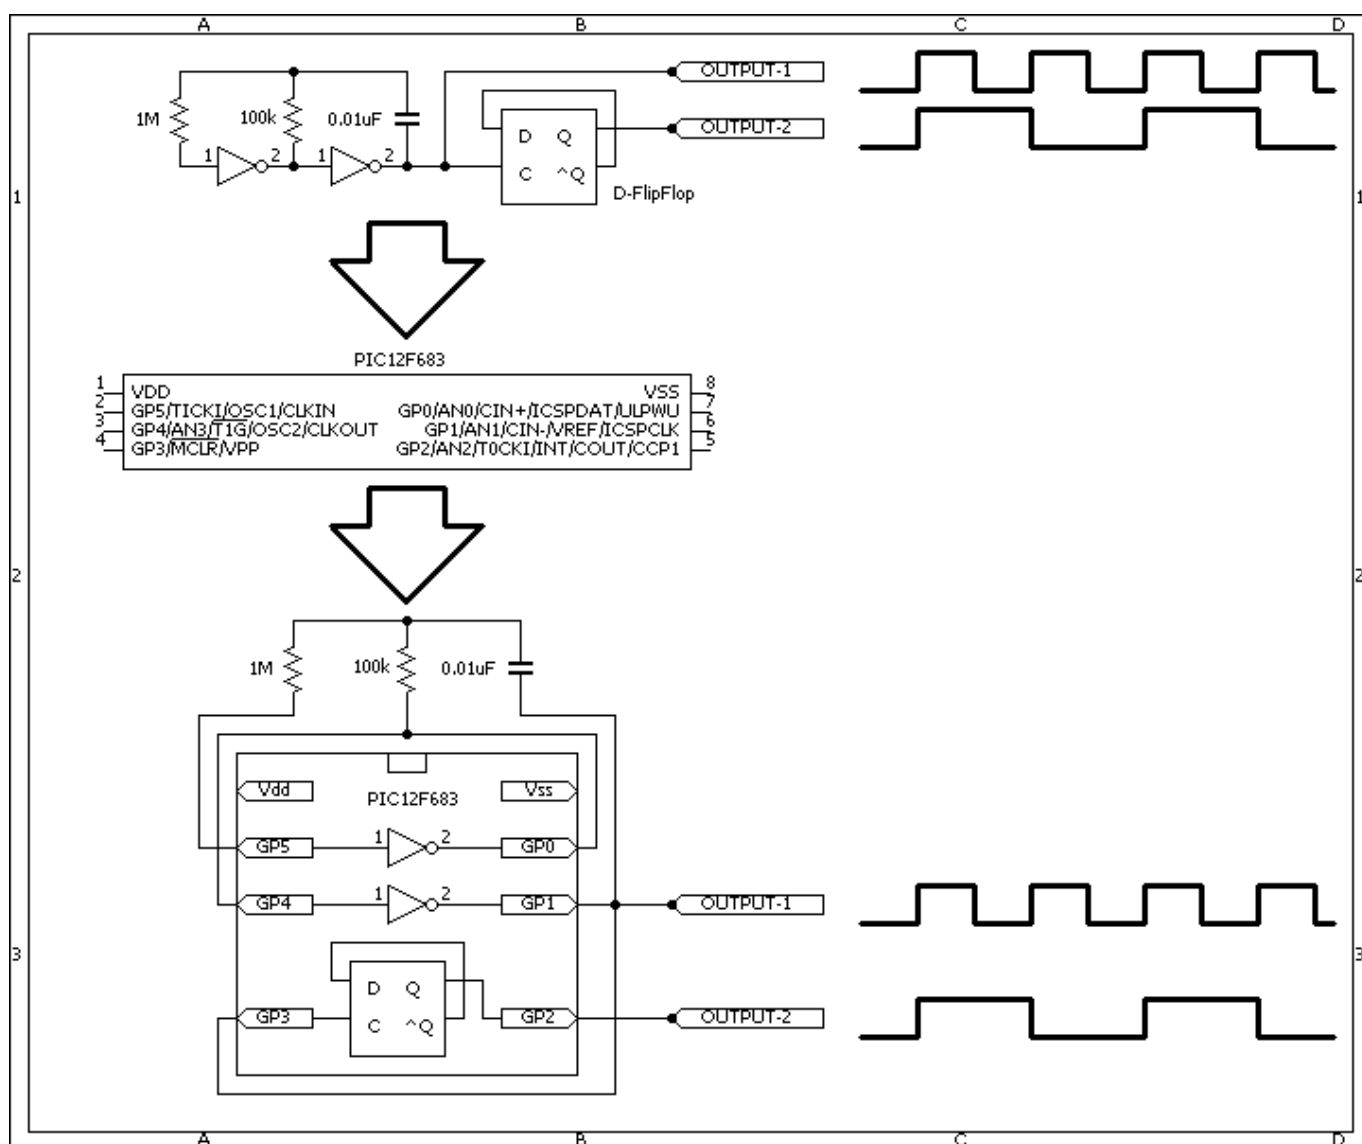 A B C D
OUTPUT-1
1M 100k 0.01uF
OUTPUT-2
1 2 1 2
D Q
C ^Q
D-FlipFlop
1 1
PIC12F683
1 VDD VSS 8
2 GP5/TICKI/OSC1/CLKIN GP0/AN0/CIN+/ICSPDAT/ULPWU 7
3 GP4/AN3/T1G/OSC2/CLKOUT GP1/AN1/CIN-/VREF/ICSPCLK 6
4 GP3/MCLR/VPP GP2/AN2/T0CKI/INT/COUT/CCP1 5
2 2
1M 100k 0.01uF
Vdd Vss
PIC12F683
GP5 1 2 GP0
GP4 1 2 GP1 OUTPUT-1
3 3
D Q
GP3 C ^Q GP2 OUTPUT-2
A B C D